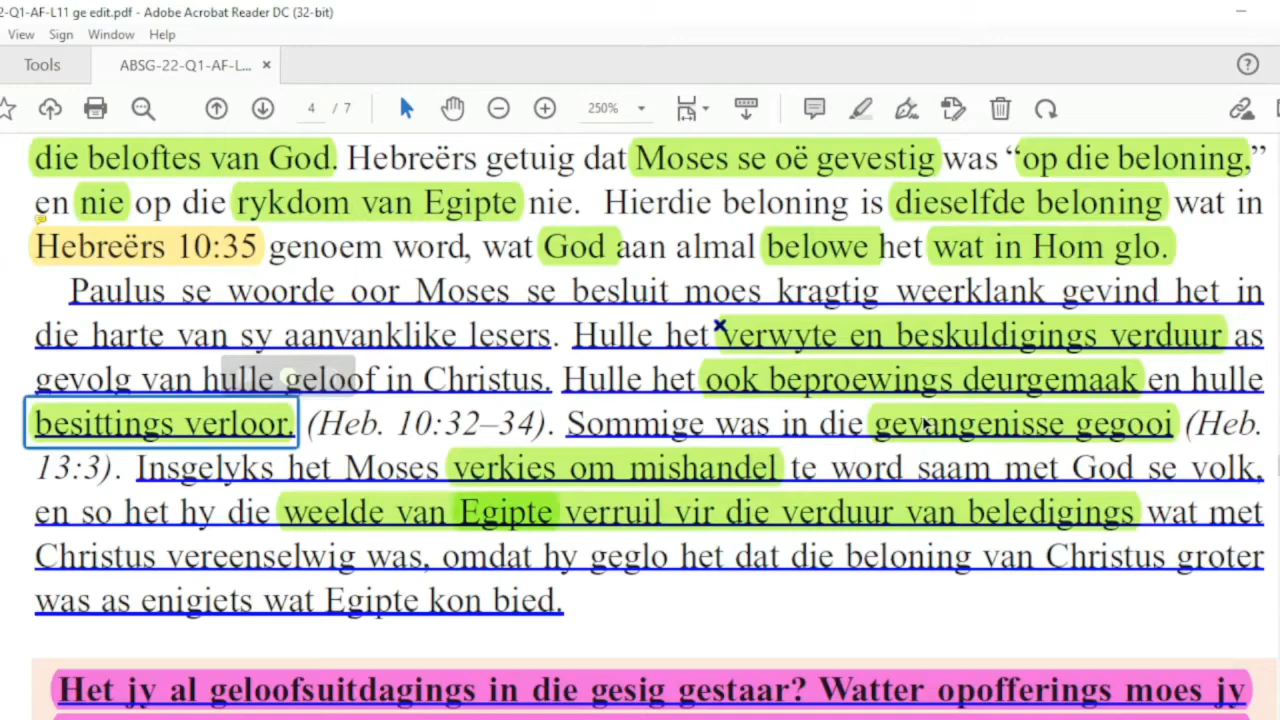 2-Q1-AF-L11 ge edit.pdf - Adobe Acrobat Reader DC (32-bit)
View Sign Window Help
Tools ABSG-22-Q1-AF-L... ×
4 / 7 250%
die beloftes van God. Hebreërs getuig dat Moses se oë gevestig was “op die beloning,”
en nie op die rykdom van Egipte nie. Hierdie beloning is dieselfde beloning wat in
Hebreërs 10:35 genoem word, wat God aan almal belowe het wat in Hom glo.
Paulus se woorde oor Moses se besluit moes kragtig weerklank gevind het in
die harte van sy aanvanklike lesers. Hulle het verwyte en beskuldigings verduur as
gevolg van hulle geloof in Christus. Hulle het ook beproewings deurgemaak en hulle
besittings verloor. (Heb. 10:32–34). Sommige was in die gevangenisse gegooi (Heb.
13:3). Insgelyks het Moses verkies om mishandel te word saam met God se volk,
en so het hy die weelde van Egipte verruil vir die verduur van beledigings wat met
Christus vereenselwig was, omdat hy geglo het dat die beloning van Christus groter
was as enigiets wat Egipte kon bied.
Het jy al geloofsuitdagings in die gesig gestaar? Watter opofferings moes jy